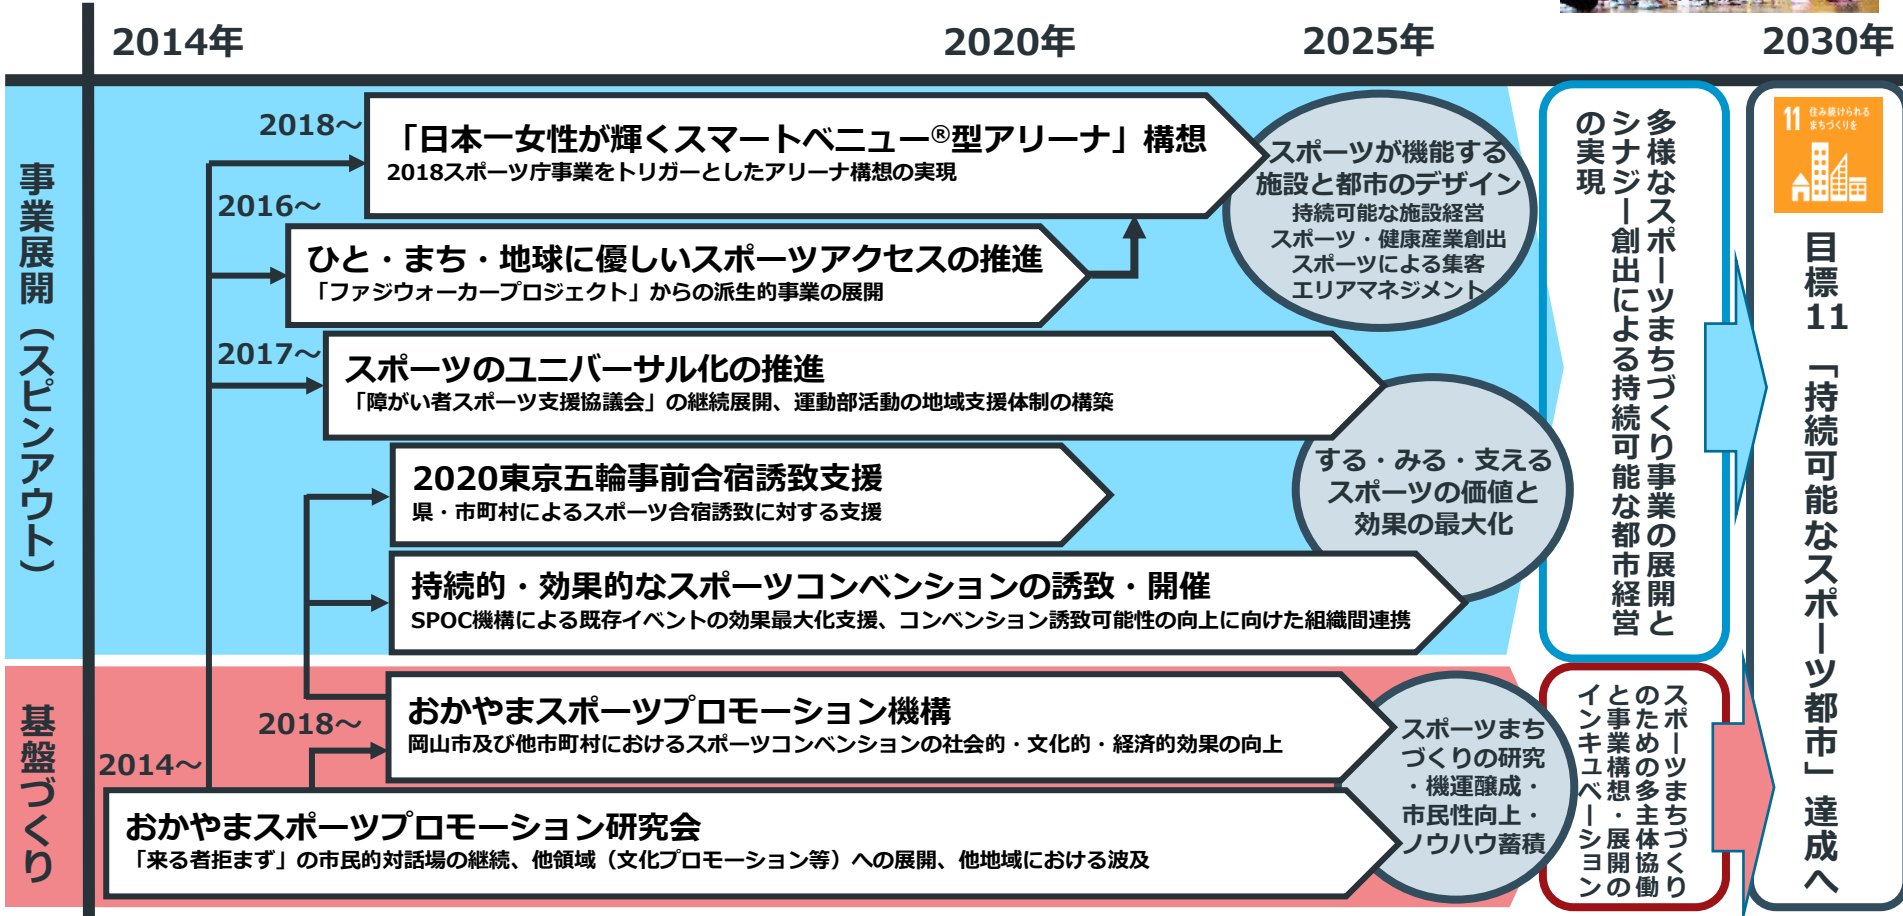 2014年
2020年
2025年
2030年
事業展開（スピンアウト）
2018～
「日本一女性が輝くスマートベニュー®型アリーナ」構想
2018スポーツ庁事業をトリガーとしたアリーナ構想の実現
2016～
ひと・まち・地球に優しいスポーツアクセスの推進
「ファジウォーカープロジェクト」からの派生的事業の展開
2017～
スポーツのユニバーサル化の推進
「障がい者スポーツ支援協議会」の継続展開、運動部活動の地域支援体制の構築
2020東京五輪事前合宿誘致支援
県・市町村によるスポーツ合宿誘致に対する支援
持続的・効果的なスポーツコンベンションの誘致・開催
SPOC機構による既存イベントの効果最大化支援、コンベンション誘致可能性の向上に向けた組織間連携
スポーツが機能する
施設と都市のデザイン
持続可能な施設経営
スポーツ・健康産業創出
スポーツによる集客
エリアマネジメント
する・みる・支える
スポーツの価値と
効果の最大化
多様なスポーツまちづくり事業の展開と
シナジー創出による持続可能な都市経営
の実現
基盤づくり
2018～
おかやまスポーツプロモーション機構
岡山市及び他市町村におけるスポーツコンベンションの社会的・文化的・経済的効果の向上
2014～
おかやまスポーツプロモーション研究会
「来る者拒まず」の市民的対話場の継続、他領域（文化プロモーション等）への展開、他地域における波及
スポーツまち
づくりの研究
・機運醸成・
市民性向上・
ノウハウ蓄積
スポーツまちづくり
のための多主体協働
と事業構想・展開の
インキュベーション
11 住み続けられる
まちづくりを
目標11 「持続可能なスポーツ都市」達成へ